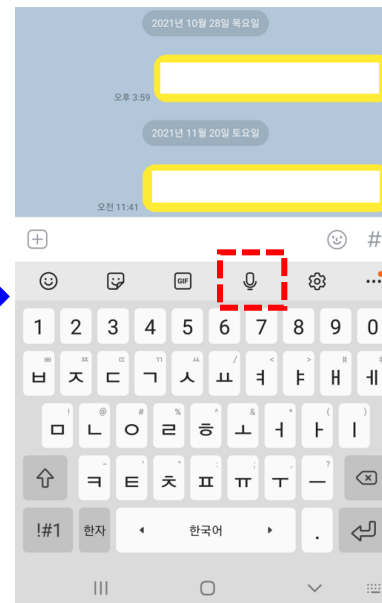 2021년 10월 28일 목요일
오후 3:59
2021년 11월 20일 토요일
오전 11:41
#
GIF
1 2 3 4 5 6 7 8 9 0
ㅃ ㅉ ㄸ ㄲ ㅆ / < > ㅒ ㅖ
ㅂ ㅈ ㄷ ㄱ ㅅ ㅛ ㅕ ㅑ ㅐ ㅔ
! @ # % ^ & * ( )
ㅁ ㄴ ㅇ ㄹ ㅎ ㅗ ㅓ ㅏ ㅣ
- ' " : ; , ?
ㅋ ㅌ ㅊ ㅍ ㅠ ㅜ ㅡ
!#1 한자 한국어 .